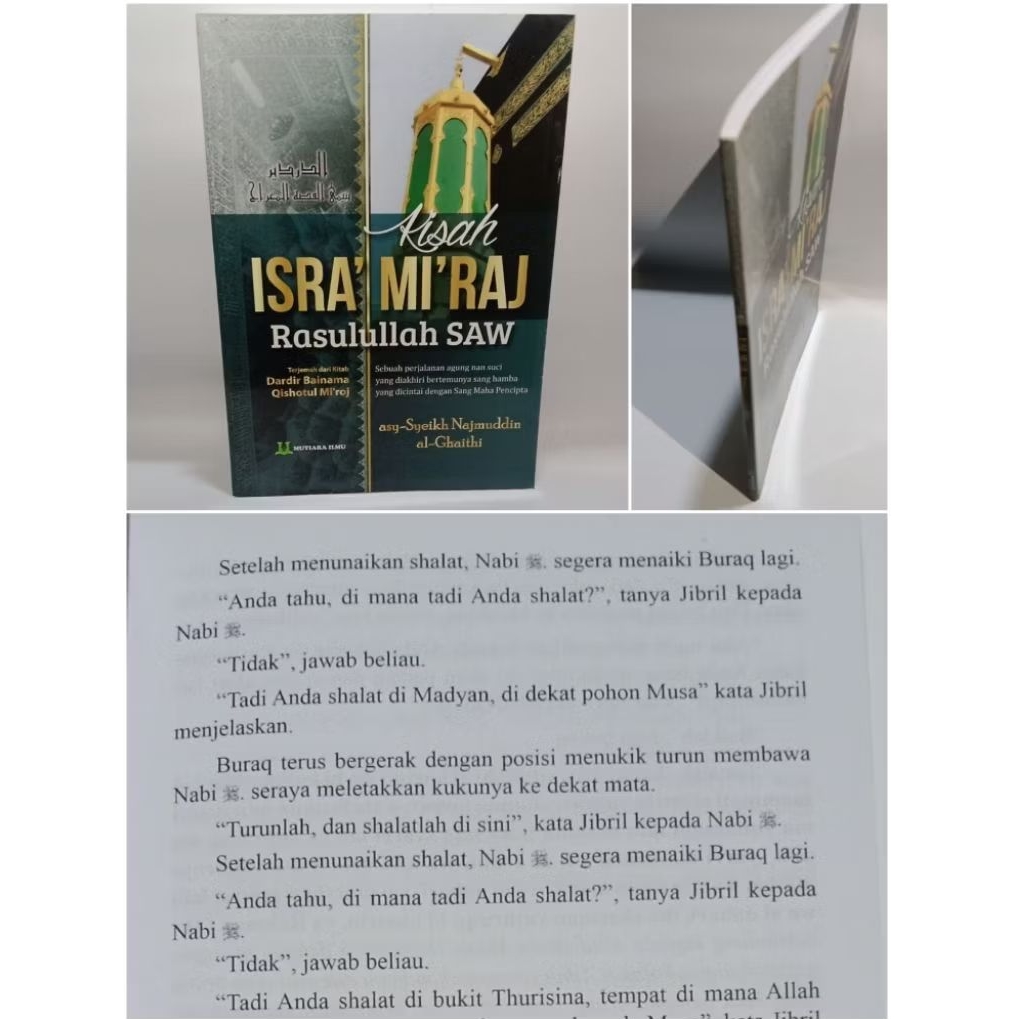 الدردير
Kisah
ISRA' MI'RAJ
Rasulullah SAW
Terjemah dari Kitab
Dardir Bainama
Qishotul Mi'roj
Sebuah perjalanan agung nan suci
yang diakhiri bertemunya sang hamba
yang dicintai dengan Sang Maha Pencipta
asy-Syeikh Najmuddin
al-Ghaithi
MUTIARA ILMU
Setelah menunaikan shalat, Nabi ﷺ. segera menaiki Buraq lagi.
“Anda tahu, di mana tadi Anda shalat?”, tanya Jibril kepada
Nabi ﷺ.
“Tidak”, jawab beliau.
“Tadi Anda shalat di Madyan, di dekat pohon Musa” kata Jibril
menjelaskan.
Buraq terus bergerak dengan posisi menukik turun membawa
Nabi ﷺ. seraya meletakkan kukunya ke dekat mata.
“Turunlah, dan shalatlah di sini”, kata Jibril kepada Nabi ﷺ.
Setelah menunaikan shalat, Nabi ﷺ. segera menaiki Buraq lagi.
“Anda tahu, di mana tadi Anda shalat?”, tanya Jibril kepada
Nabi ﷺ.
“Tidak”, jawab beliau.
“Tadi Anda shalat di bukit Thurisina, tempat di mana Allah